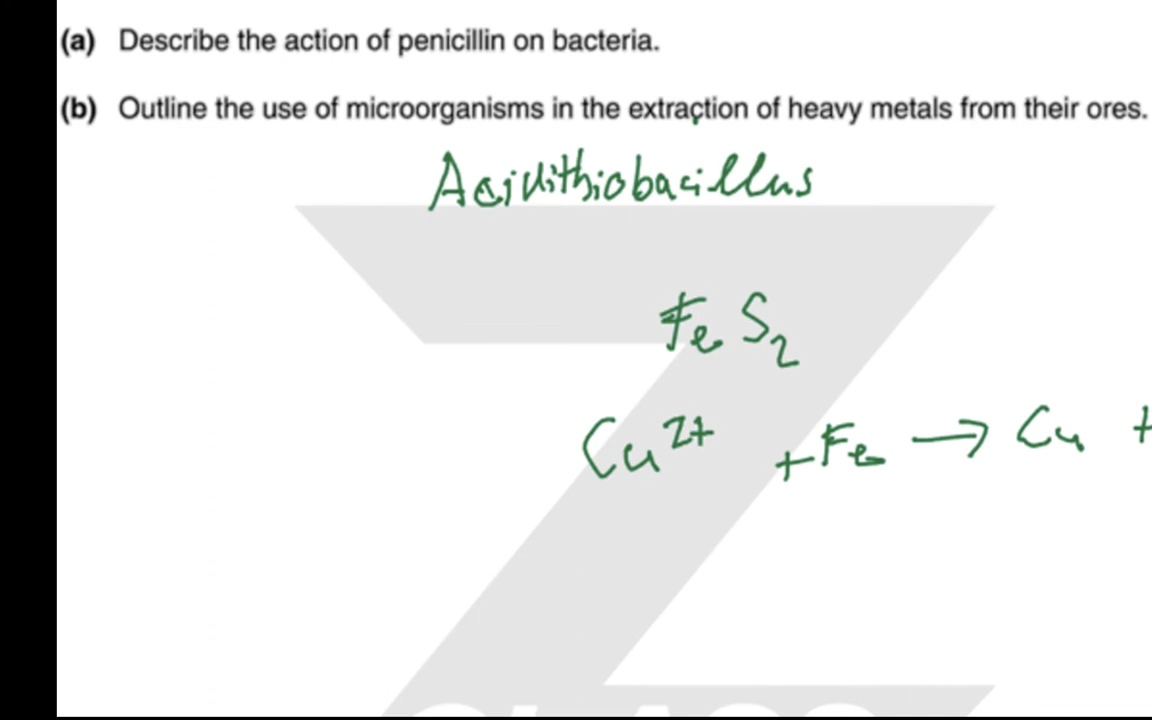 (a) Describe the action of penicillin on bacteria.
(b) Outline the use of microorganisms in the extraction of heavy metals from their ores.
Acidithiobacillus
FeS₂
Cu²⁺ + Fe → Cu +